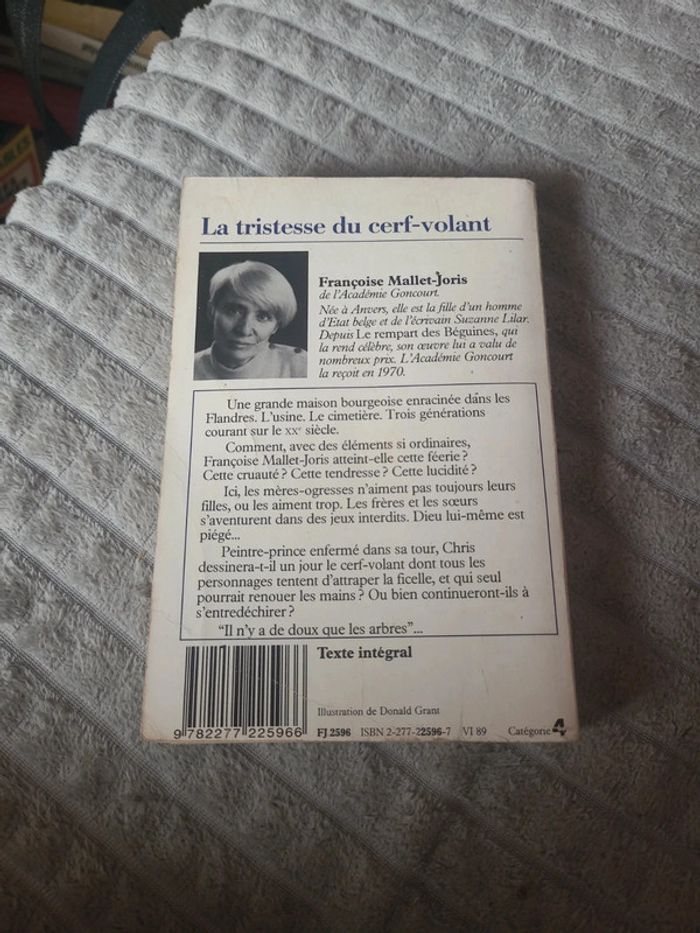 La tristesse du cerf-volant
Françoise Mallet-Joris
de l'Académie Goncourt.
Née à Anvers, elle est la fille d'un homme
d'Etat belge et de l'écrivain Suzanne Lilar.
Depuis Le rempart des Béguines, qui
la rend célèbre, son œuvre lui a valu de
nombreux prix. L'Académie Goncourt
la reçoit en 1970.
Une grande maison bourgeoise enracinée dans les
Flandres. L'usine. Le cimetière. Trois générations
courant sur le XXe siècle.
Comment, avec des éléments si ordinaires,
Françoise Mallet-Joris atteint-elle cette féerie ?
Cette cruauté ? Cette tendresse ? Cette lucidité ?
Ici, les mères-ogresses n'aiment pas toujours leurs
filles, ou les aiment trop. Les frères et les sœurs
s'aventurent dans des jeux interdits. Dieu lui-même est
piégé...
Peintre-prince enfermé dans sa tour, Chris
dessinera-t-il un jour le cerf-volant dont tous les
personnages tentent d'attraper la ficelle, et qui seul
pourrait renouer les mains ? Ou bien continueront-ils à
s'entredéchirer ?
"Il n'y a de doux que les arbres"...
Texte intégral
Illustration de Donald Grant
9 782277 225966
FJ 2596 ISBN 2-277-22596-7 VI 89 Catégorie 4